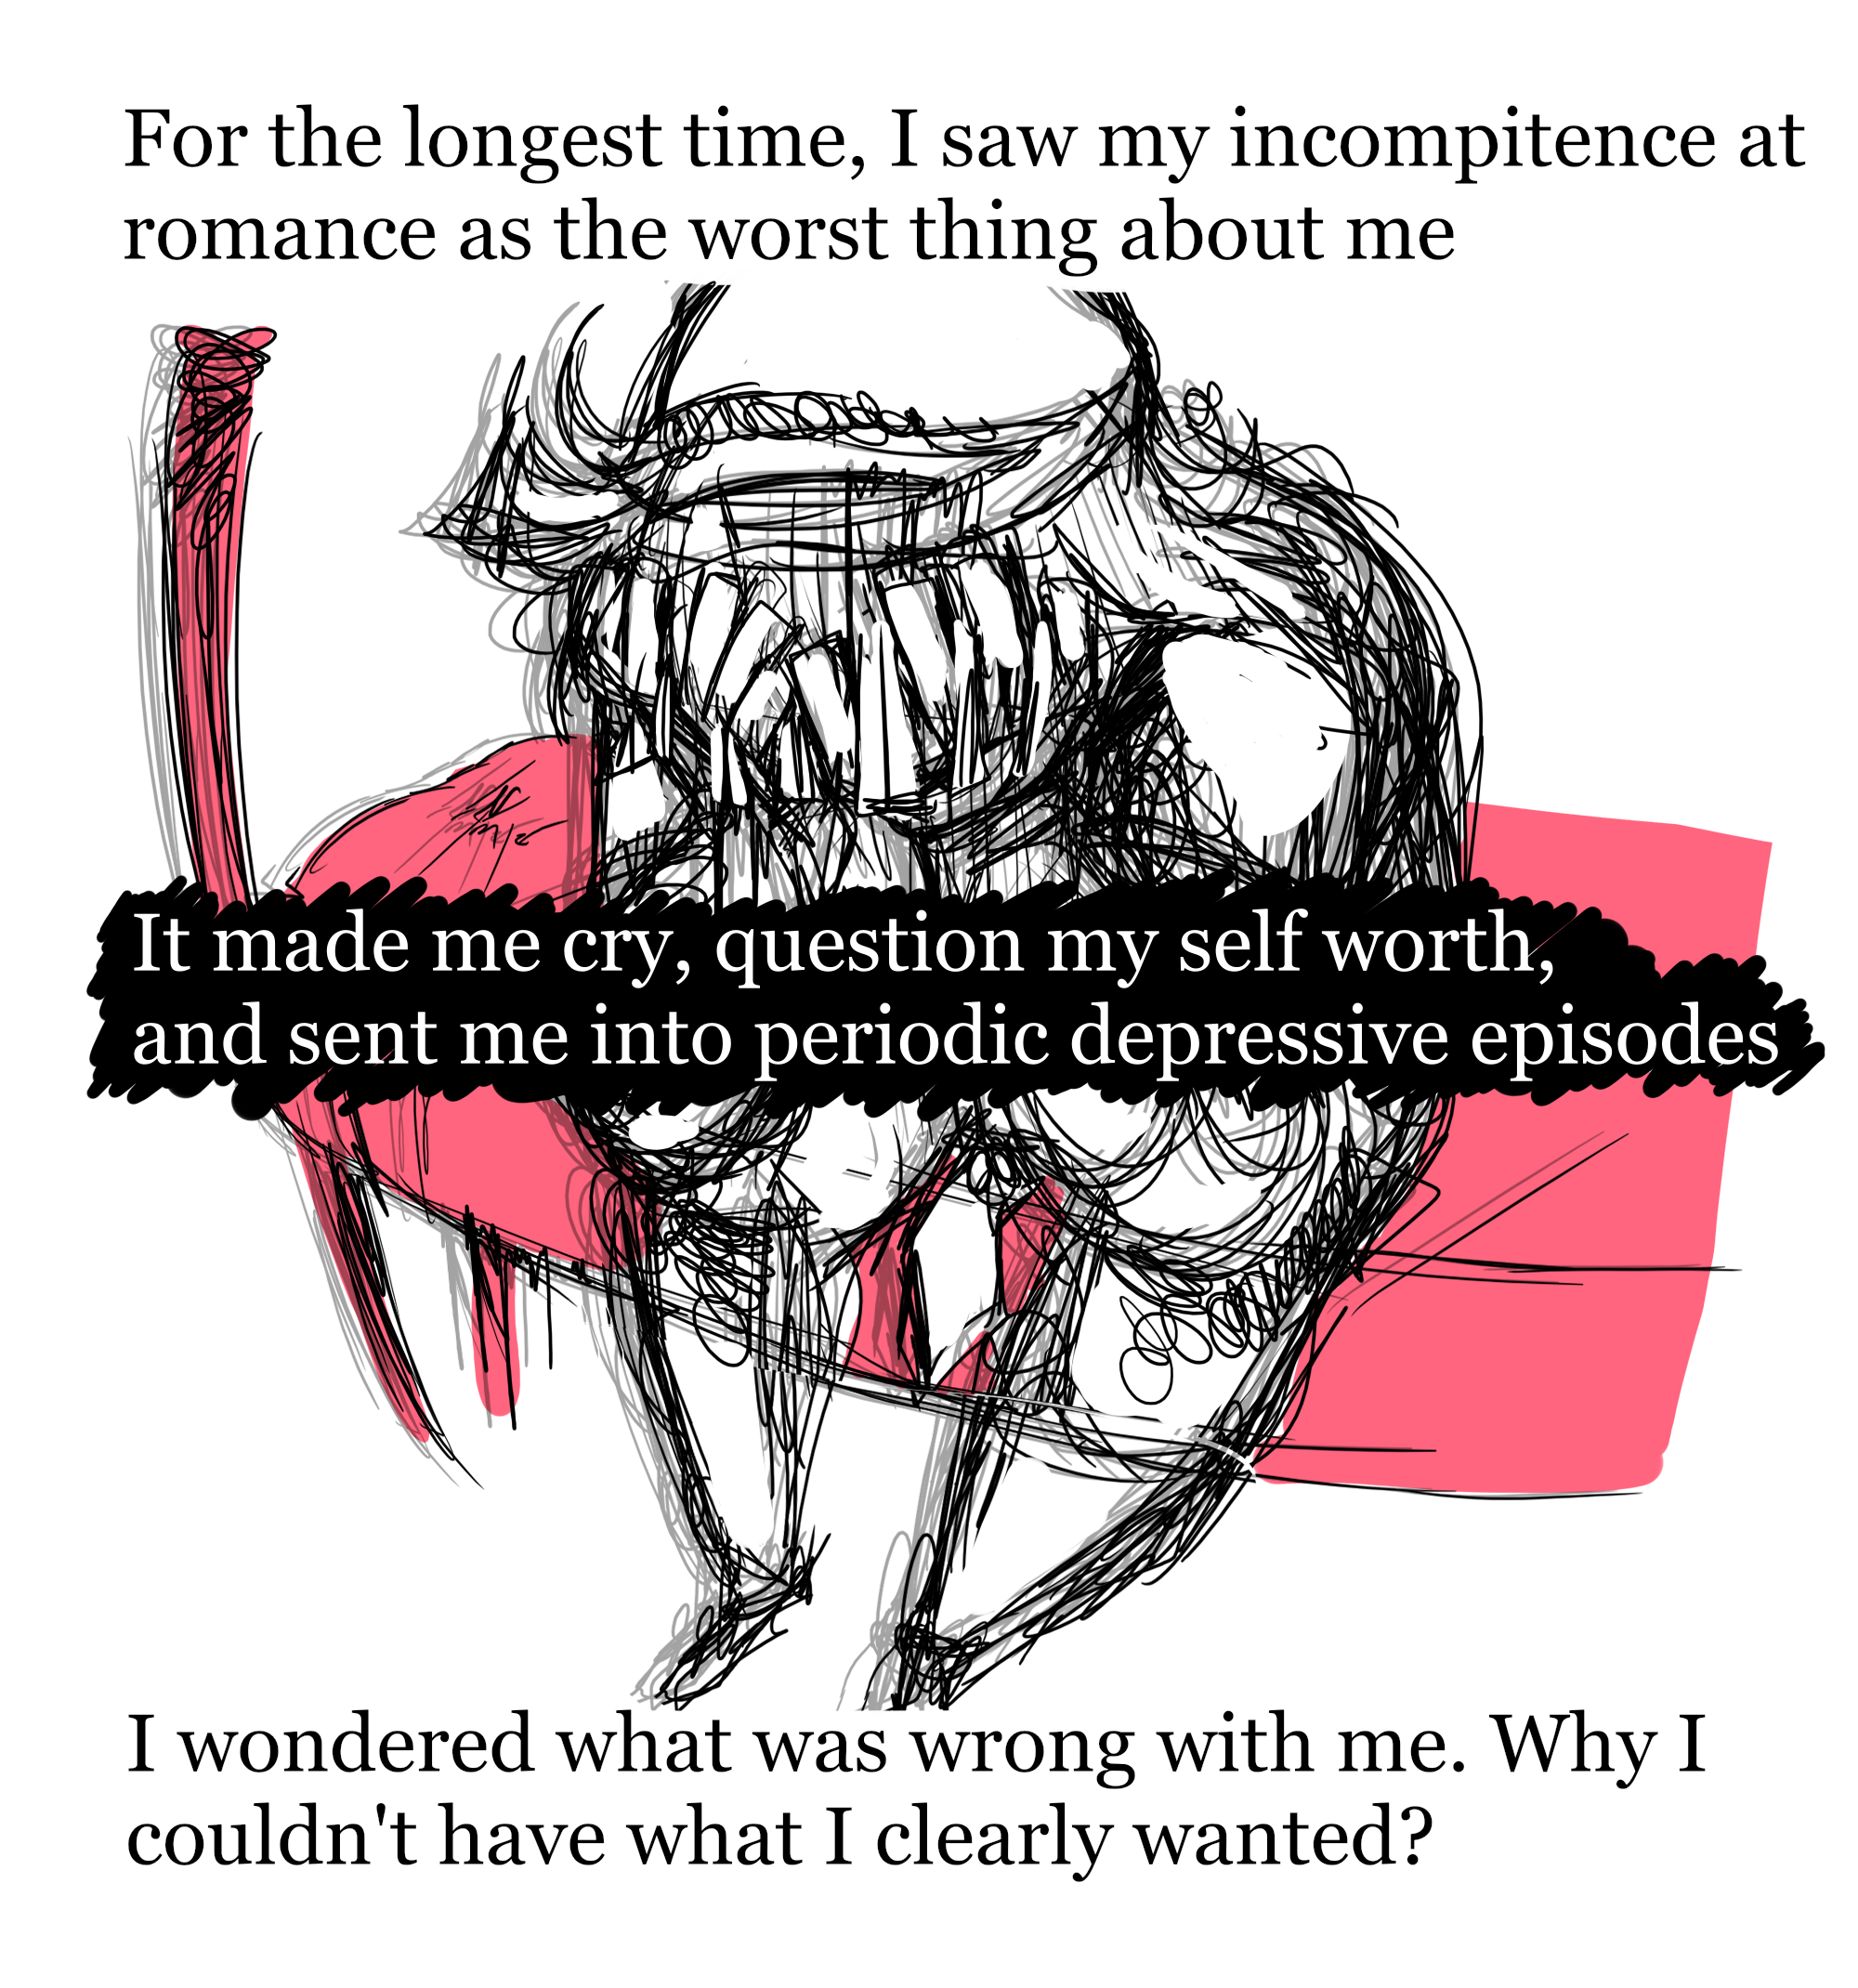 For the longest time, I saw my incompitence at
romance as the worst thing about me
It made me cry, question my self worth,
and sent me into periodic depressive episodes
I wondered what was wrong with me. Why I
couldn't have what I clearly wanted?